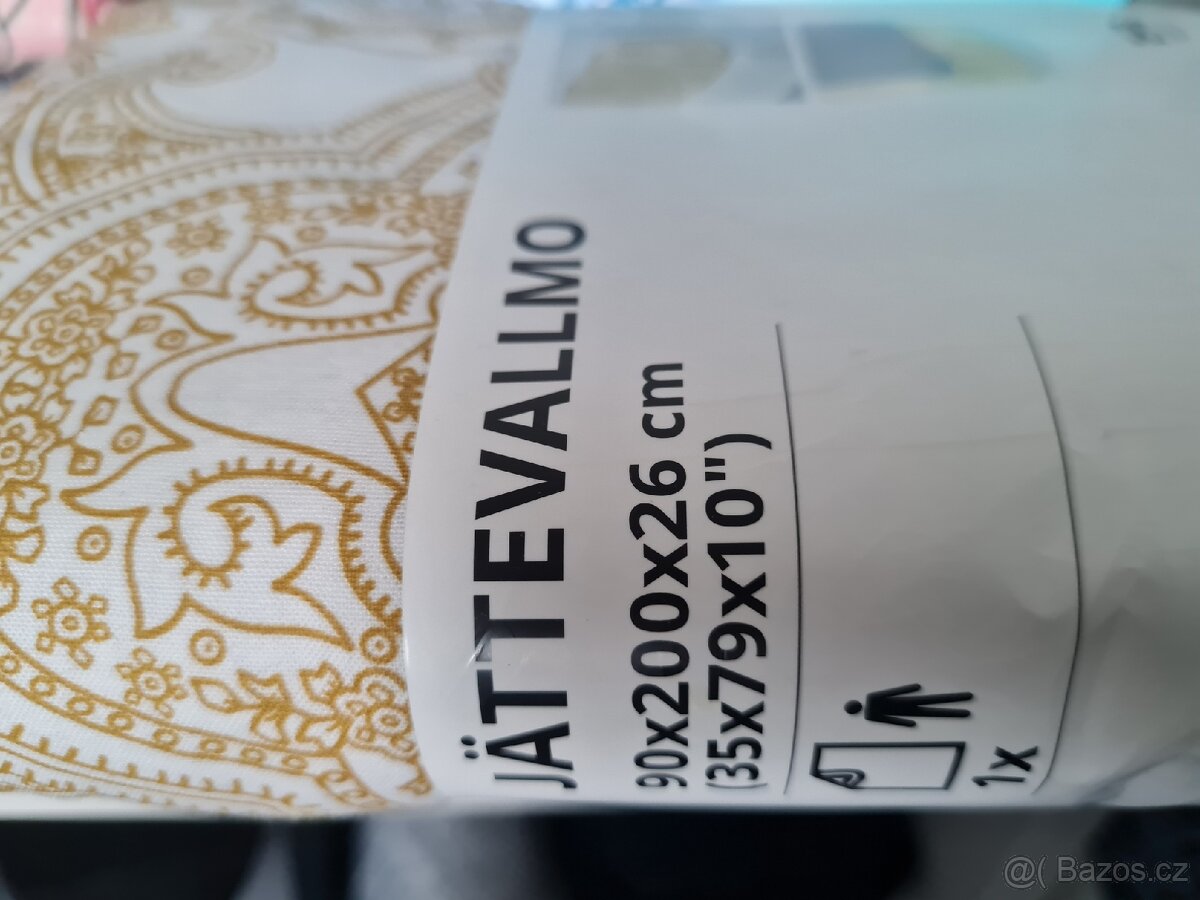 JÄTTEVALLMO
90x200x26 cm
(35x79x10")
1x
@( Bazos.cz